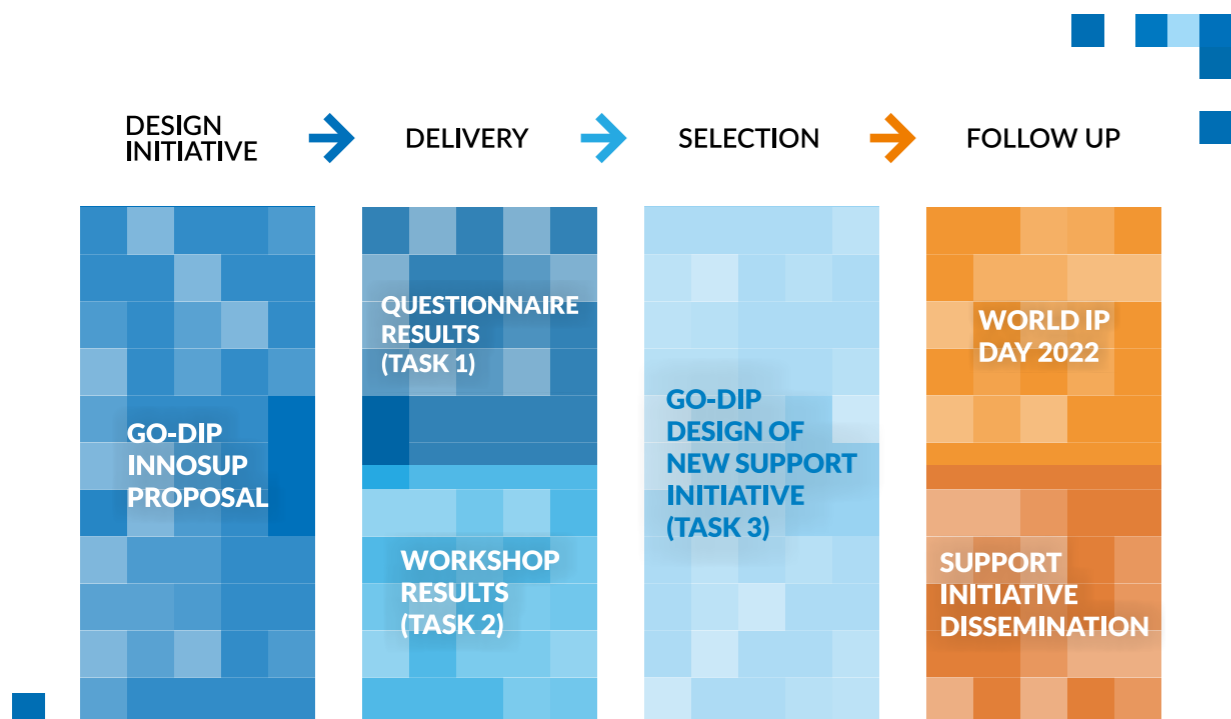 DESIGN
INITIATIVE
DELIVERY
SELECTION
FOLLOW UP
GO-DIP
INNOSUP
PROPOSAL
QUESTIONNAIRE
RESULTS
(TASK 1)
WORKSHOP
RESULTS
(TASK 2)
GO-DIP
DESIGN OF
NEW SUPPORT
INITIATIVE
(TASK 3)
WORLD IP
DAY 2022
SUPPORT
INITIATIVE
DISSEMINATION